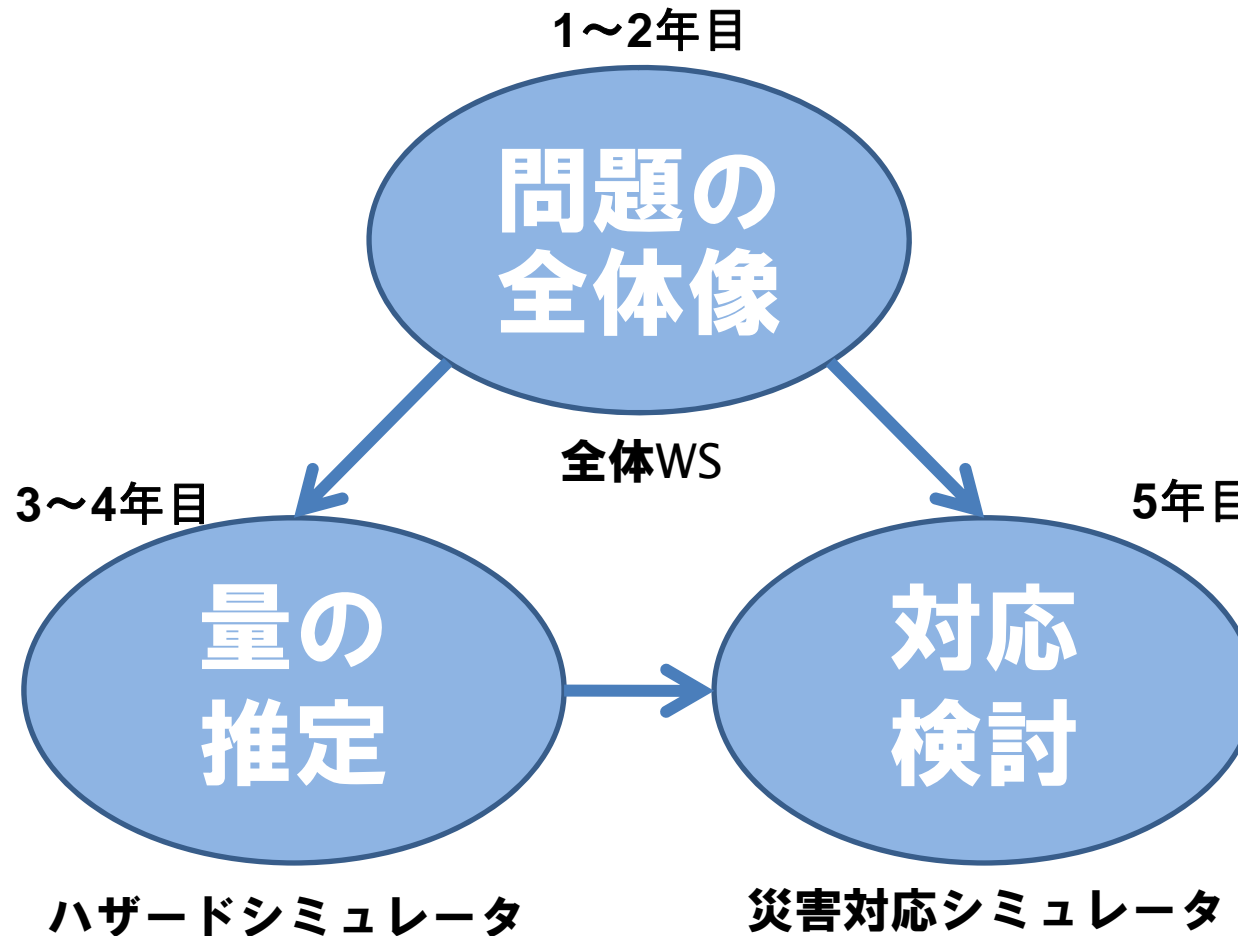 1～2年目
問題の
全体像
全体WS
3～4年目
5年目
量の
推定
対応
検討
ハザードシミュレータ
災害対応シミュレータ